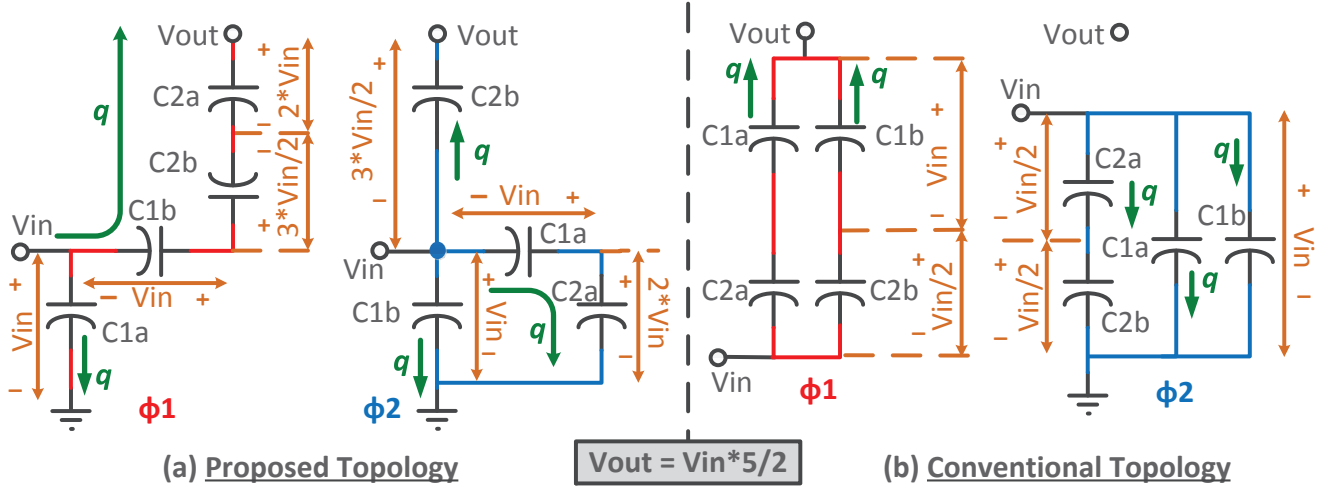 Vout
+
q
C2a
2*Vin
–
–
C2b
3*Vin/2
+
Vin
C1b
– Vin +
+
Vin
–
C1a
q
ϕ1
Vout
+
3*Vin/2
–
C2b
q
– Vin +
C1a
Vin
C1b
+
Vin
–
q
q
C2a
+
2*Vin
–
ϕ2
(a) Proposed Topology
Vout = Vin*5/2
Vout
q
q
C1a
C1b
+
Vin
–
C2a
C2b
+
Vin/2
–
Vin
ϕ1
Vout
Vin
+
Vin/2
–
C2a
q
q
C1a
C1b
+
Vin/2
–
C2b
q
+
Vin
–
ϕ2
(b) Conventional Topology